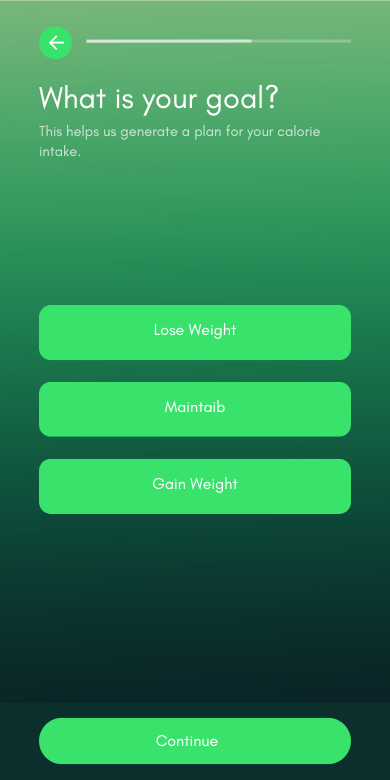 What is your goal?
This helps us generate a plan for your calorie
intake.
Lose Weight
Maintaib
Gain Weight
Continue